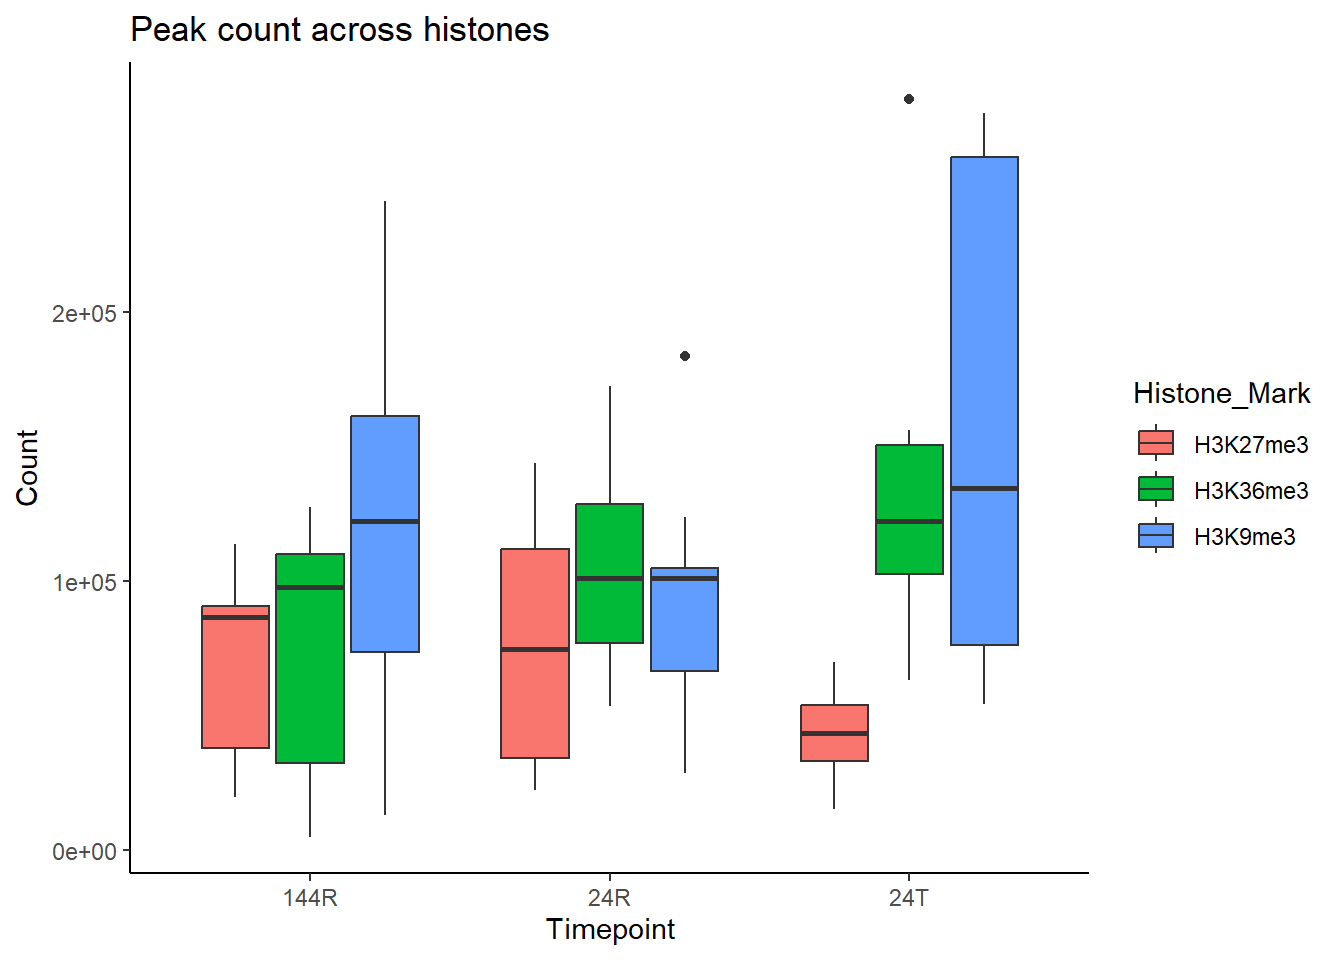 Peak count across histones
Count
2e+05
1e+05
0e+00
144R
24R
24T
Timepoint
Histone_Mark
H3K27me3
H3K36me3
H3K9me3